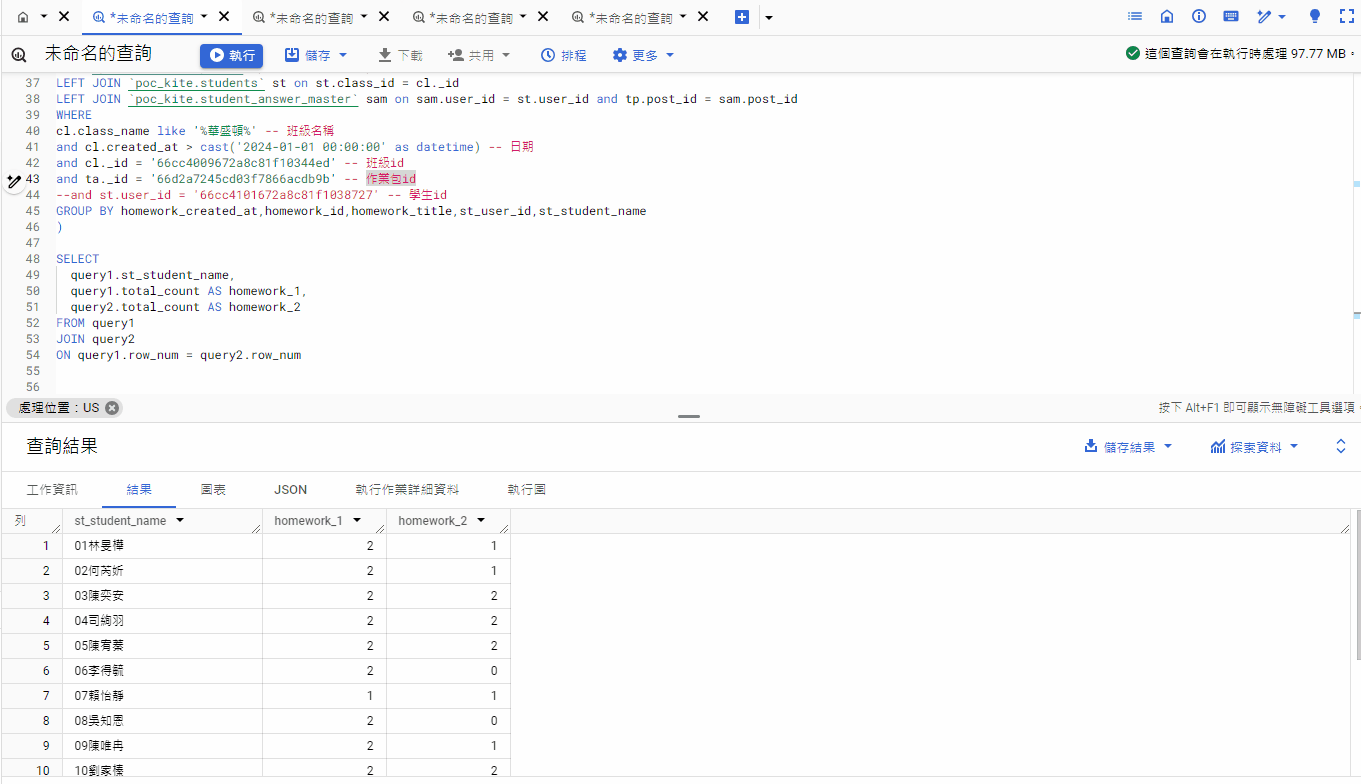 *未命名的查詢 *未命名的查詢 *未命名的查詢 *未命名的查詢
未命名的查詢 執行 儲存 下載 共用 排程 更多 這個查詢會在執行時處理 97.77 MB。
37 LEFT JOIN `poc_kite.students` st on st.class_id = cl._id
38 LEFT JOIN `poc_kite.student_answer_master` sam on sam.user_id = st.user_id and tp.post_id = sam.post_id
39 WHERE
40 cl.class_name like '%華盛頓%' -- 班級名稱
41 and cl.created_at > cast('2024-01-01 00:00:00' as datetime) -- 日期
42 and cl._id = '66cc4009672a8c81f10344ed' -- 班級id
43 and ta._id = '66d2a7245cd03f7866acdb9b' -- 作業包id
44 --and st.user_id = '66cc4101672a8c81f1038727' -- 學生id
45 GROUP BY homework_created_at,homework_id,homework_title,st_user_id,st_student_name
46 )
47
48 SELECT
49 query1.st_student_name,
50 query1.total_count AS homework_1,
51 query2.total_count AS homework_2
52 FROM query1
53 JOIN query2
54 ON query1.row_num = query2.row_num
55
56
處理位置：US 按下 Alt+F1 即可顯示無障礙工具選項。
查詢結果 儲存結果 探索資料
工作資訊 結果 圖表 JSON 執行作業詳細資料 執行圖
列 st_student_name homework_1 homework_2
1 01林旻樺 2 1
2 02何芮妡 2 1
3 03陳奕安 2 2
4 04司絢羽 2 2
5 05陳宥蓁 2 2
6 06李得毓 2 0
7 07賴怡靜 1 1
8 08吳知恩 2 0
9 09陳唯冉 2 1
10 10劉家榛 2 2